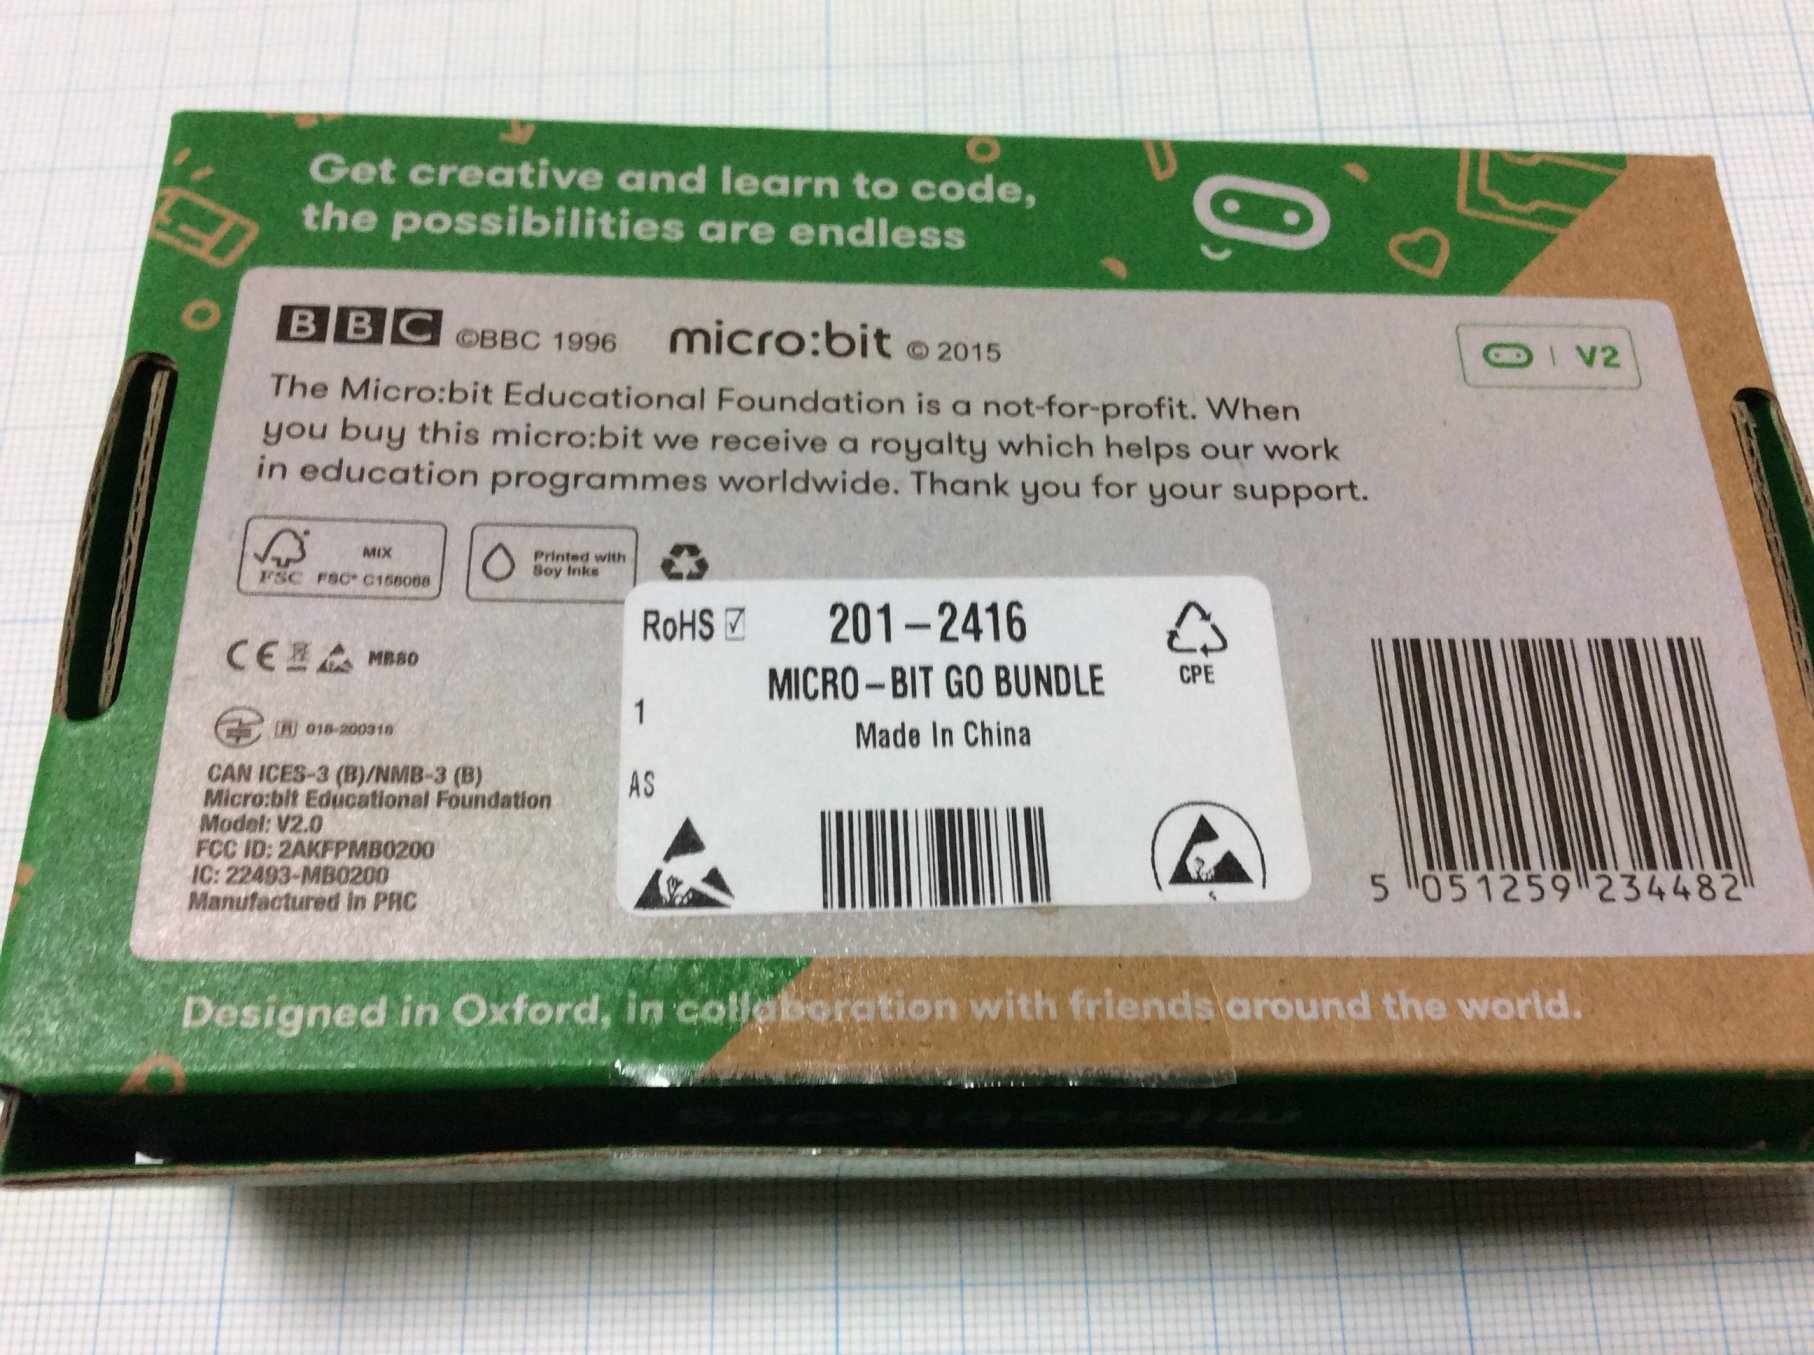 Get creative and learn to code,
the possibilities are endless
BBC ©BBC 1996 micro:bit © 2015
V2
The Micro:bit Educational Foundation is a not-for-profit. When
you buy this micro:bit we receive a royalty which helps our work
in education programmes worldwide. Thank you for your support.
MIX
FSC FSC® C156068
Printed with
Soy Inks
CE MB80
R 018-200316
CAN ICES-3 (B)/NMB-3 (B)
Micro:bit Educational Foundation
Model: V2.0
FCC ID: 2AKFPMB0200
IC: 22493-MB0200
Manufactured in PRC
RoHS 201-2416
MICRO-BIT GO BUNDLE
CPE
1
Made In China
AS
S
5 051259 234482
Designed in Oxford, in collaboration with friends around the world.